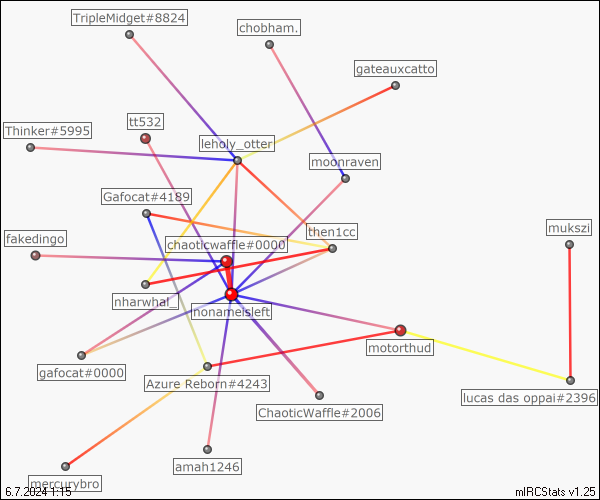 TripleMidget#8824
chobham.
gateauxcatto
tt532
Thinker#5995
leholy_otter
moonraven
Gafocat#4189
mukszi
then1cc
fakedingo
chaoticwaffle#0000
nharwhal_
nonameisleft
motorthud
gafocat#0000
Azure Reborn#4243
lucas das oppai#2396
ChaoticWaffle#2006
amah1246
mercurybro
6.7.2024 1:15
mIRCStats v1.25